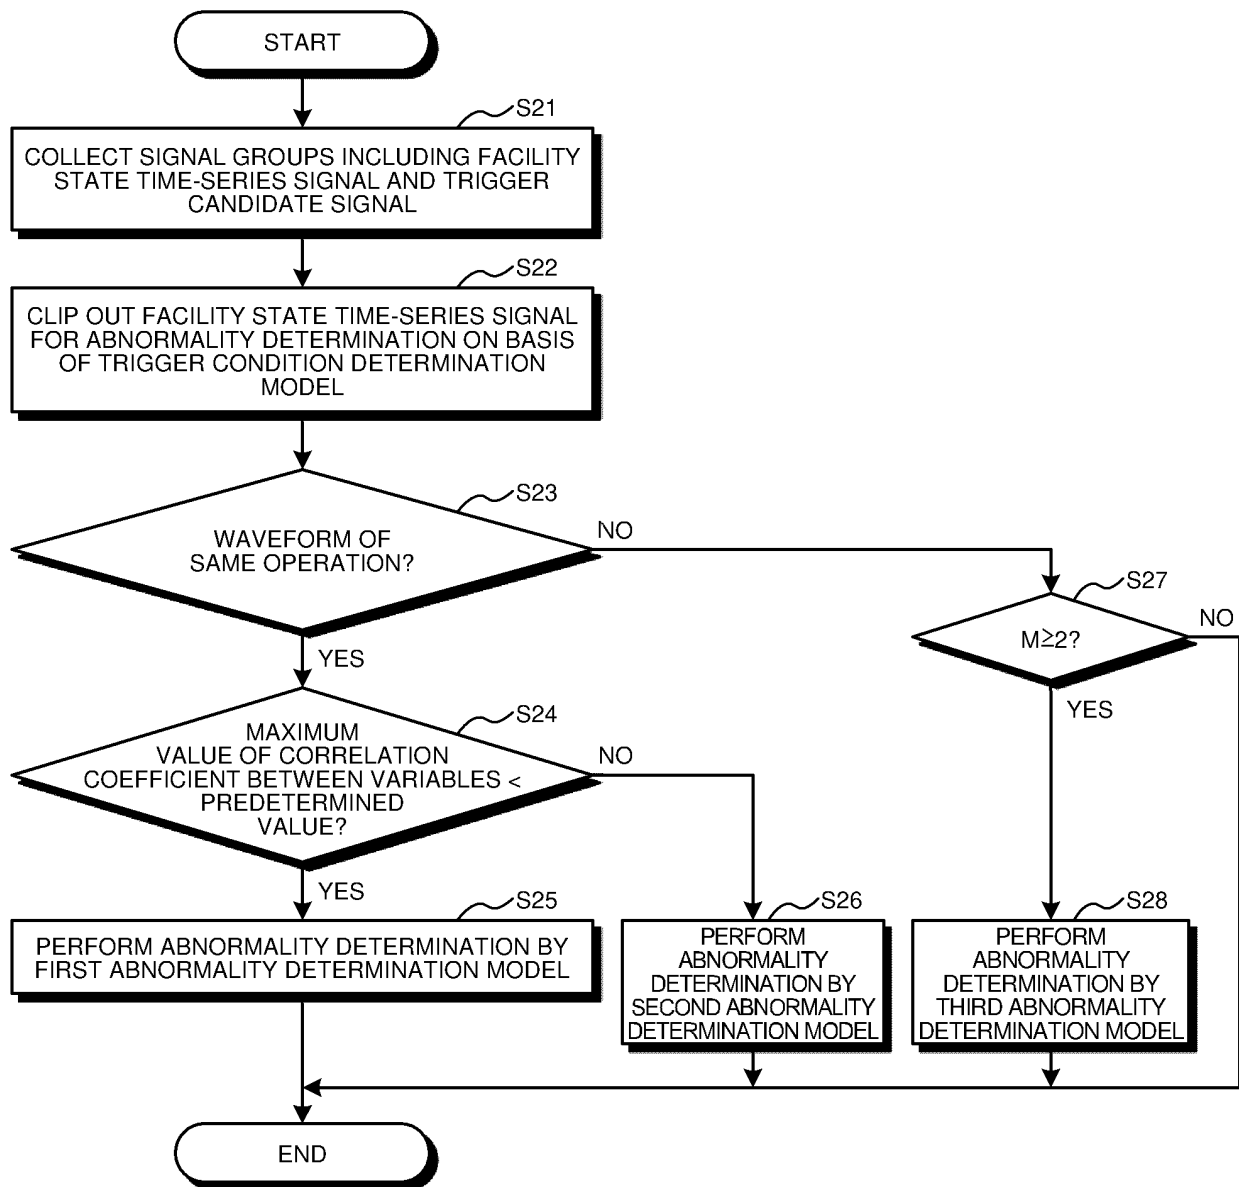 START
S21
COLLECT SIGNAL GROUPS INCLUDING FACILITY
STATE TIME-SERIES SIGNAL AND TRIGGER
CANDIDATE SIGNAL
S22
CLIP OUT FACILITY STATE TIME-SERIES SIGNAL
FOR ABNORMALITY DETERMINATION ON BASIS
OF TRIGGER CONDITION DETERMINATION
MODEL
S23
WAVEFORM OF
SAME OPERATION?
NO
YES
S27
M≧2?
NO
YES
S24
MAXIMUM
VALUE OF CORRELATION
COEFFICIENT BETWEEN VARIABLES <
PREDETERMINED
VALUE?
NO
YES
S25
PERFORM ABNORMALITY DETERMINATION BY
FIRST ABNORMALITY DETERMINATION MODEL
S26
PERFORM
ABNORMALITY
DETERMINATION BY
SECOND ABNORMALITY
DETERMINATION MODEL
S28
PERFORM
ABNORMALITY
DETERMINATION BY
THIRD ABNORMALITY
DETERMINATION MODEL
END